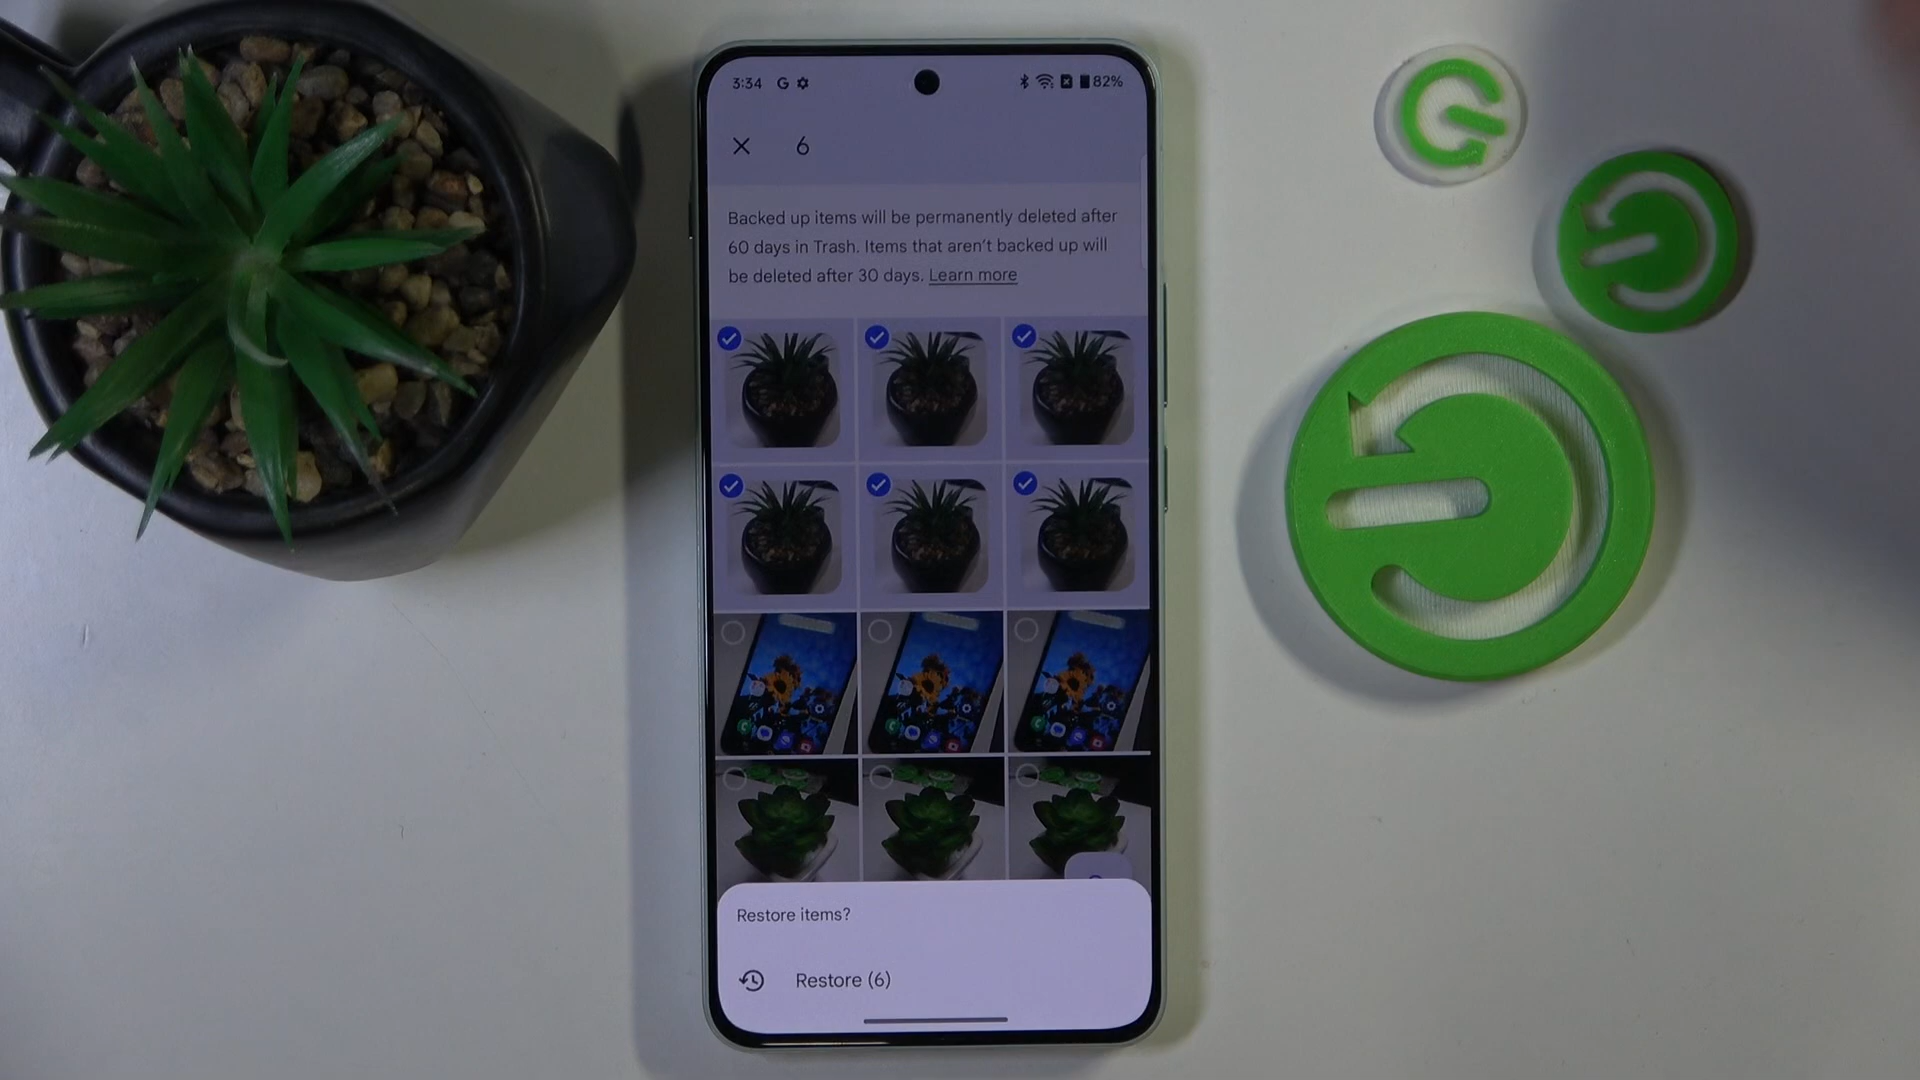 3:34 G 82%
6
Backed up items will be permanently deleted after
60 days in Trash. Items that aren't backed up will
be deleted after 30 days. Learn more
Restore items?
Restore (6)